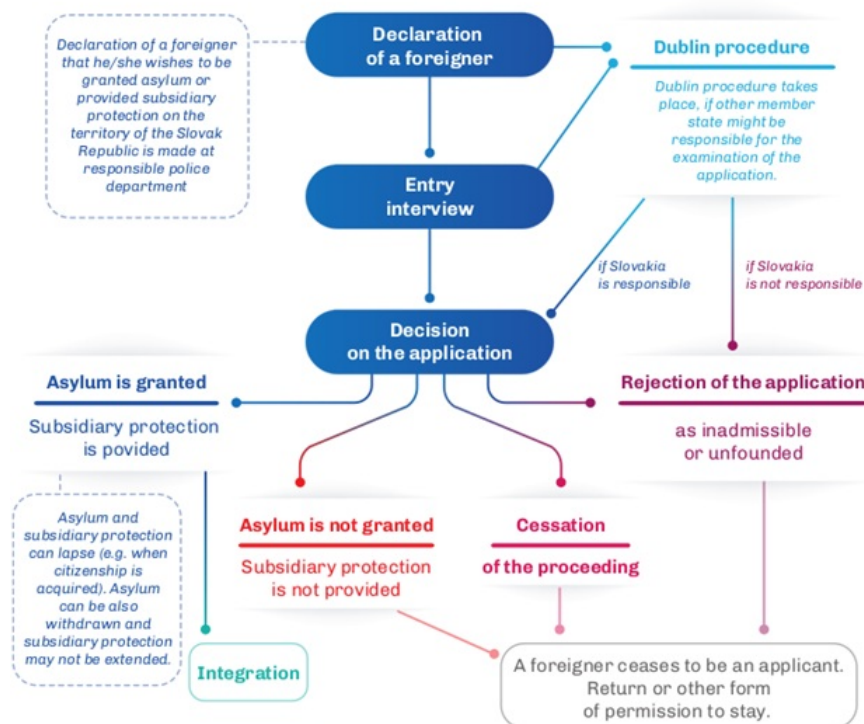 Declaration
of a foreigner
Declaration of a foreigner
that he/she wishes to be
granted asylum or
provided subsidiary
protection on the
territory of the Slovak
Republic is made at
responsible police
department
Dublin procedure
Dublin procedure takes
place, if other member
state might be
responsible for the
examination of the
application.
Entry
interview
if Slovakia
is responsible
if Slovakia
is not responsible
Decision
on the application
Asylum is granted
Subsidiary protection
is povided
Rejection of the application
as inadmissible
or unfounded
Asylum and
subsidiary protection
can lapse (e.g. when
citizenship is
acquired). Asylum
can be also
withdrawn and
subsidiary protection
may not be extended.
Asylum is not granted
Subsidiary protection
is not provided
Cessation
of the proceeding
Integration
A foreigner ceases to be an applicant.
Return or other form
of permission to stay.